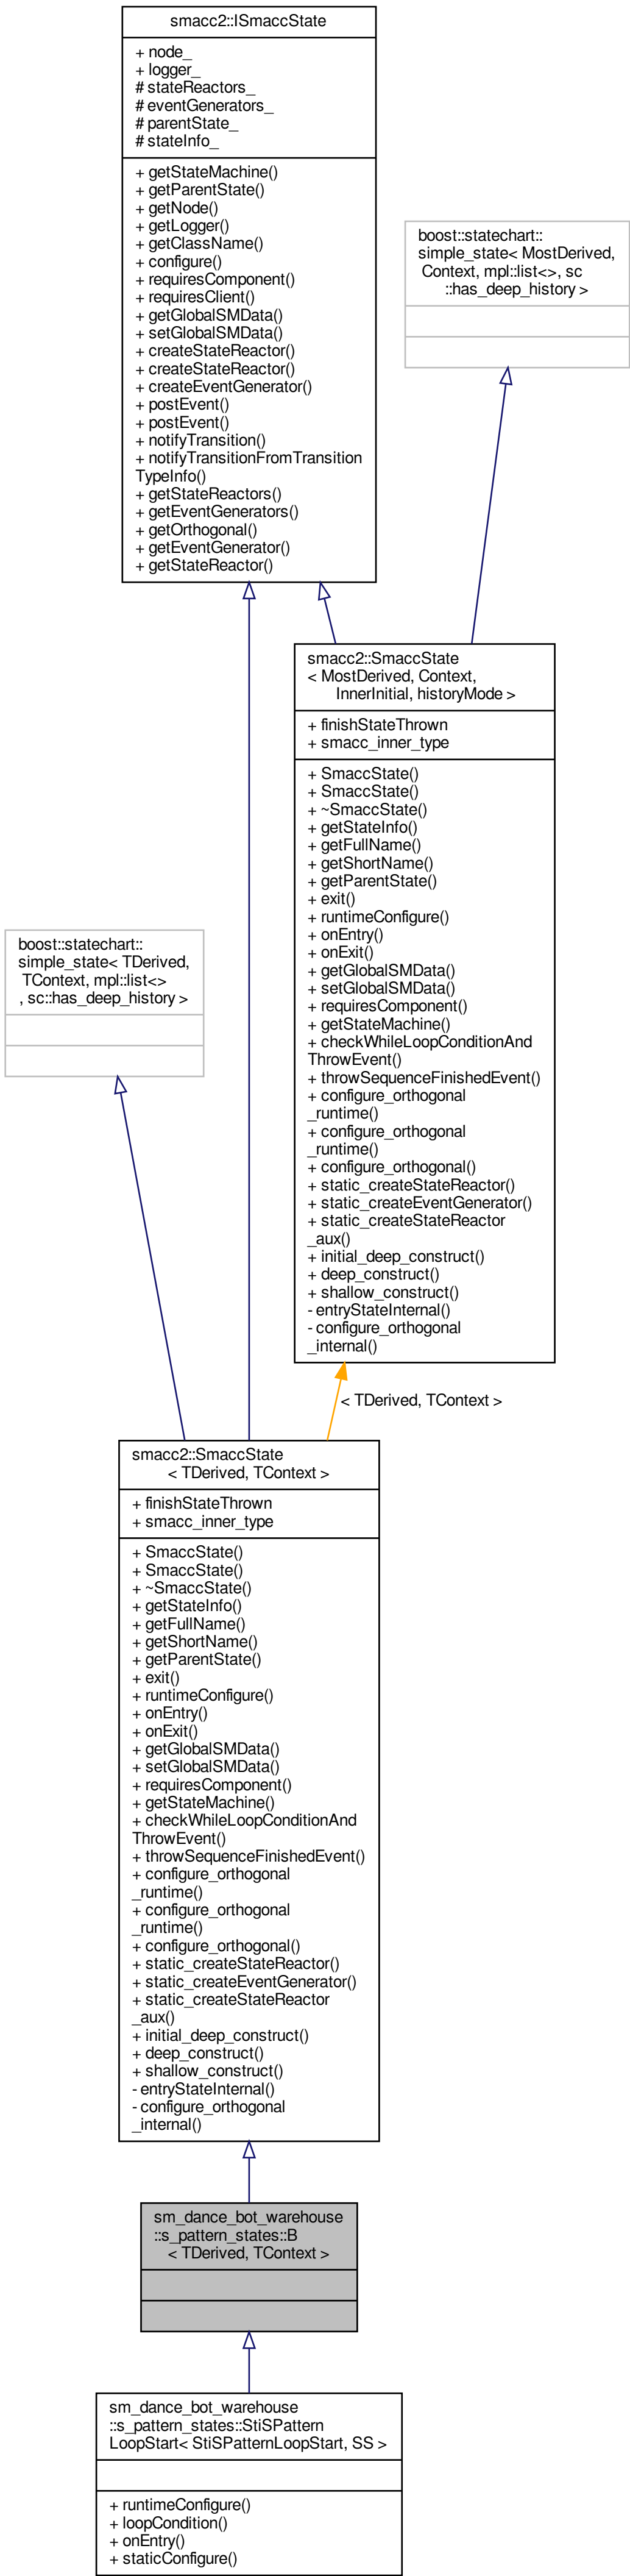 smacc2::ISmaccState
+ node_
+ logger_
# stateReactors_
# eventGenerators_
# parentState_
# stateInfo_
+ getStateMachine()
+ getParentState()
+ getNode()
+ getLogger()
+ getClassName()
+ configure()
+ requiresComponent()
+ requiresClient()
+ getGlobalSMData()
+ setGlobalSMData()
+ createStateReactor()
+ createStateReactor()
+ createEventGenerator()
+ postEvent()
+ postEvent()
+ notifyTransition()
+ notifyTransitionFromTransition
TypeInfo()
+ getStateReactors()
+ getEventGenerators()
+ getOrthogonal()
+ getEventGenerator()
+ getStateReactor()
boost::statechart::
simple_state< MostDerived,
Context, mpl::list<>, sc
::has_deep_history >
smacc2::SmaccState
< MostDerived, Context,
InnerInitial, historyMode >
+ finishStateThrown
+ smacc_inner_type
+ SmaccState()
+ SmaccState()
+ ~SmaccState()
+ getStateInfo()
+ getFullName()
+ getShortName()
+ getParentState()
+ exit()
+ runtimeConfigure()
+ onEntry()
+ onExit()
+ getGlobalSMData()
+ setGlobalSMData()
+ requiresComponent()
+ getStateMachine()
+ checkWhileLoopConditionAnd
ThrowEvent()
+ throwSequenceFinishedEvent()
+ configure_orthogonal
_runtime()
+ configure_orthogonal
_runtime()
+ configure_orthogonal()
+ static_createStateReactor()
+ static_createEventGenerator()
+ static_createStateReactor
_aux()
+ initial_deep_construct()
+ deep_construct()
+ shallow_construct()
- entryStateInternal()
- configure_orthogonal
_internal()
boost::statechart::
simple_state< TDerived,
TContext, mpl::list<>
, sc::has_deep_history >
< TDerived, TContext >
smacc2::SmaccState
< TDerived, TContext >
+ finishStateThrown
+ smacc_inner_type
+ SmaccState()
+ SmaccState()
+ ~SmaccState()
+ getStateInfo()
+ getFullName()
+ getShortName()
+ getParentState()
+ exit()
+ runtimeConfigure()
+ onEntry()
+ onExit()
+ getGlobalSMData()
+ setGlobalSMData()
+ requiresComponent()
+ getStateMachine()
+ checkWhileLoopConditionAnd
ThrowEvent()
+ throwSequenceFinishedEvent()
+ configure_orthogonal
_runtime()
+ configure_orthogonal
_runtime()
+ configure_orthogonal()
+ static_createStateReactor()
+ static_createEventGenerator()
+ static_createStateReactor
_aux()
+ initial_deep_construct()
+ deep_construct()
+ shallow_construct()
- entryStateInternal()
- configure_orthogonal
_internal()
sm_dance_bot_warehouse
::s_pattern_states::B
< TDerived, TContext >
sm_dance_bot_warehouse
::s_pattern_states::StiSPattern
LoopStart< StiSPatternLoopStart, SS >
+ runtimeConfigure()
+ loopCondition()
+ onEntry()
+ staticConfigure()